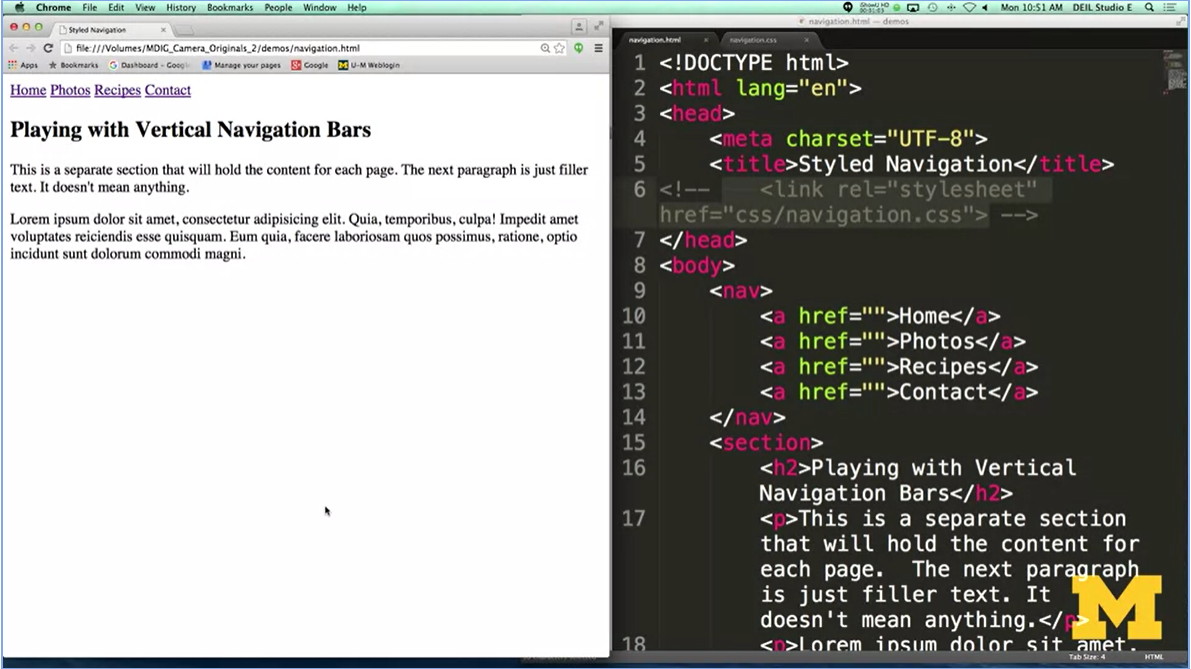 Chrome File Edit View History Bookmarks People Window Help
Mon 10:51 AM DEIL Studio E
Styled Navigation
file:///Volumes/MDIG_Camera_Originals_2/demos/navigation.html
Apps Bookmarks Dashboard – Googl Manage your pages Google U-M Weblogin
Home Photos Recipes Contact
Playing with Vertical Navigation Bars
This is a separate section that will hold the content for each page. The next paragraph is just filler
text. It doesn't mean anything.
Lorem ipsum dolor sit amet, consectetur adipisicing elit. Quia, temporibus, culpa! Impedit amet
voluptates reiciendis esse quisquam. Eum quia, facere laboriosam quos possimus, ratione, optio
incidunt sunt dolorum commodi magni.
navigation.html — demos
navigation.html navigation.css
1 <!DOCTYPE html>
2 <html lang="en">
3 <head>
4 <meta charset="UTF-8">
5 <title>Styled Navigation</title>
6 <!-- <link rel="stylesheet"
href="css/navigation.css"> -->
7 </head>
8 <body>
9 <nav>
10 <a href="">Home</a>
11 <a href="">Photos</a>
12 <a href="">Recipes</a>
13 <a href="">Contact</a>
14 </nav>
15 <section>
16 <h2>Playing with Vertical
Navigation Bars</h2>
17 <p>This is a separate section
that will hold the content for
each page. The next paragraph
is just filler text. It
doesn't mean anything.</p
18 <p>Lorem ipsum dolor sit amet,
M
Tab Size: 4 HTML